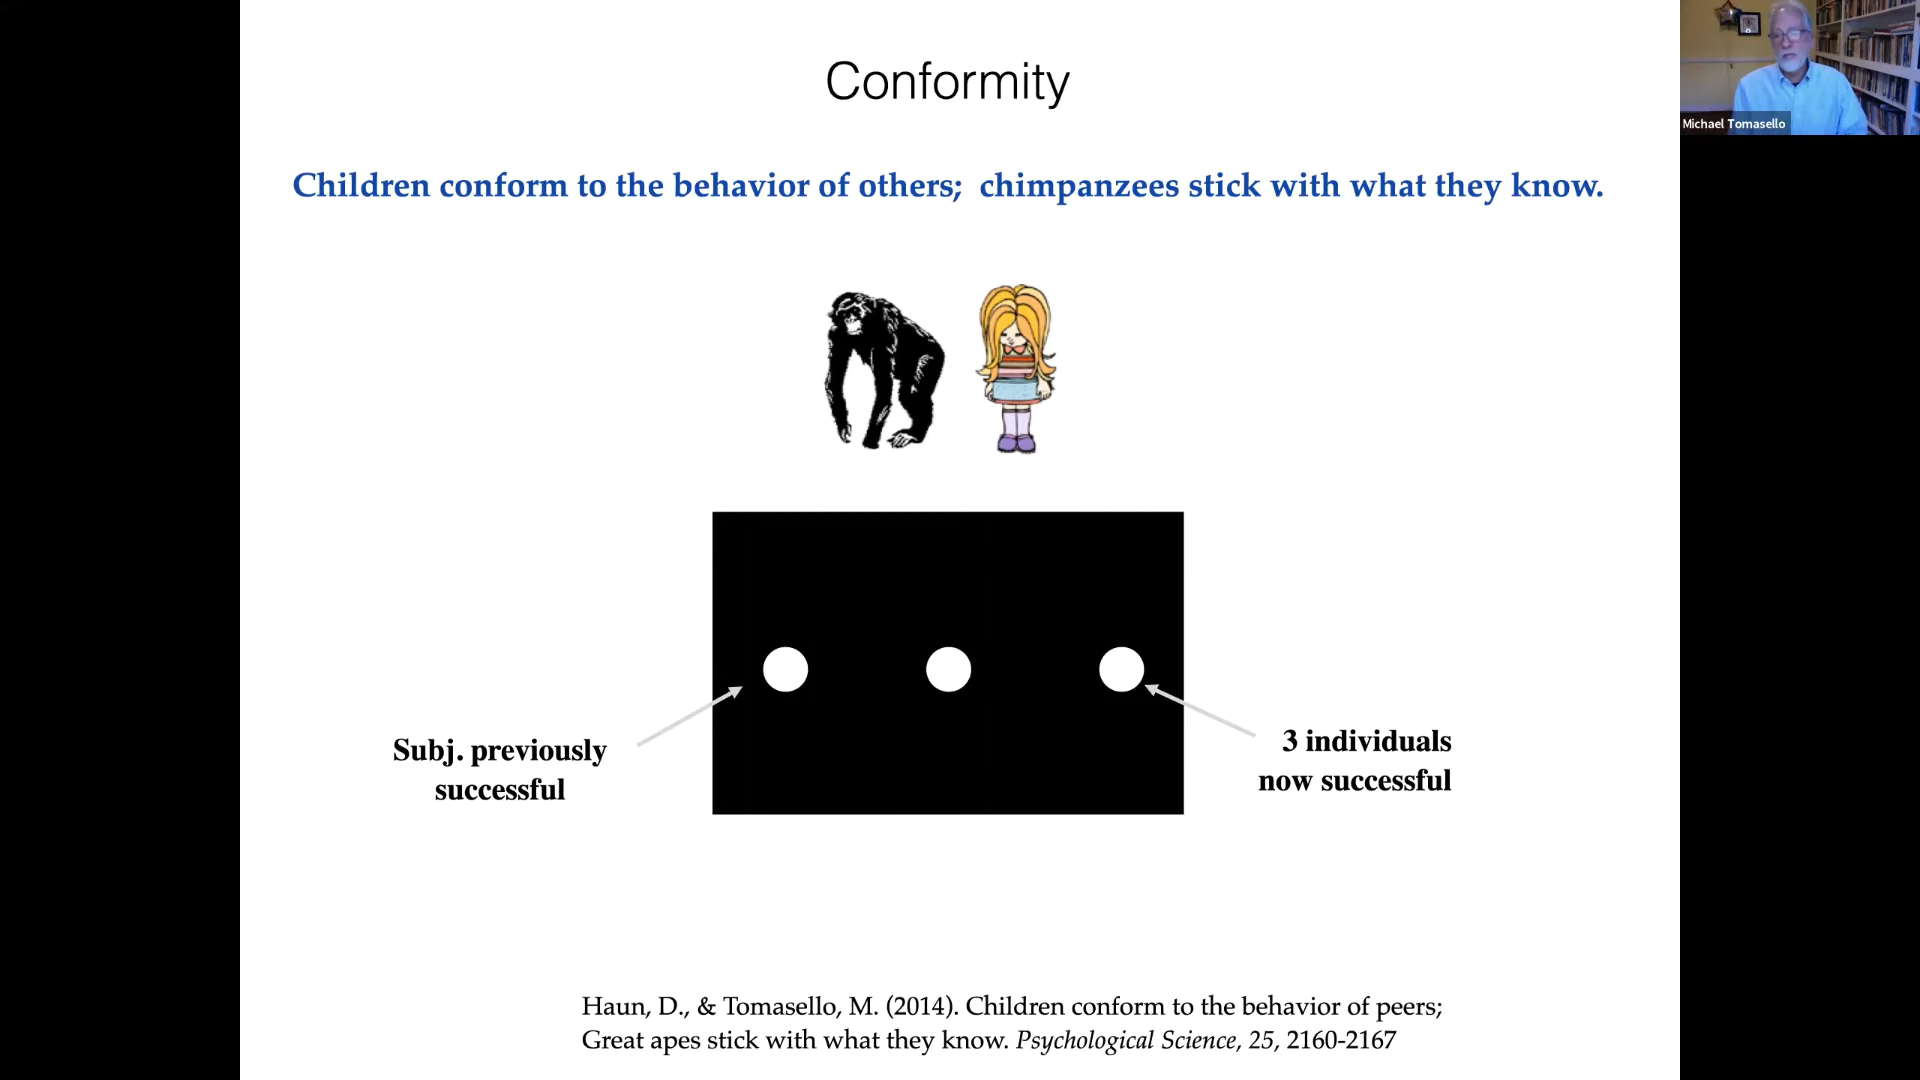 Conformity
Michael Tomasello
Children conform to the behavior of others;  chimpanzees stick with what they know.
Subj. previously
successful
3 individuals
now successful
Haun, D., & Tomasello, M. (2014). Children conform to the behavior of peers;
Great apes stick with what they know. Psychological Science, 25, 2160-2167